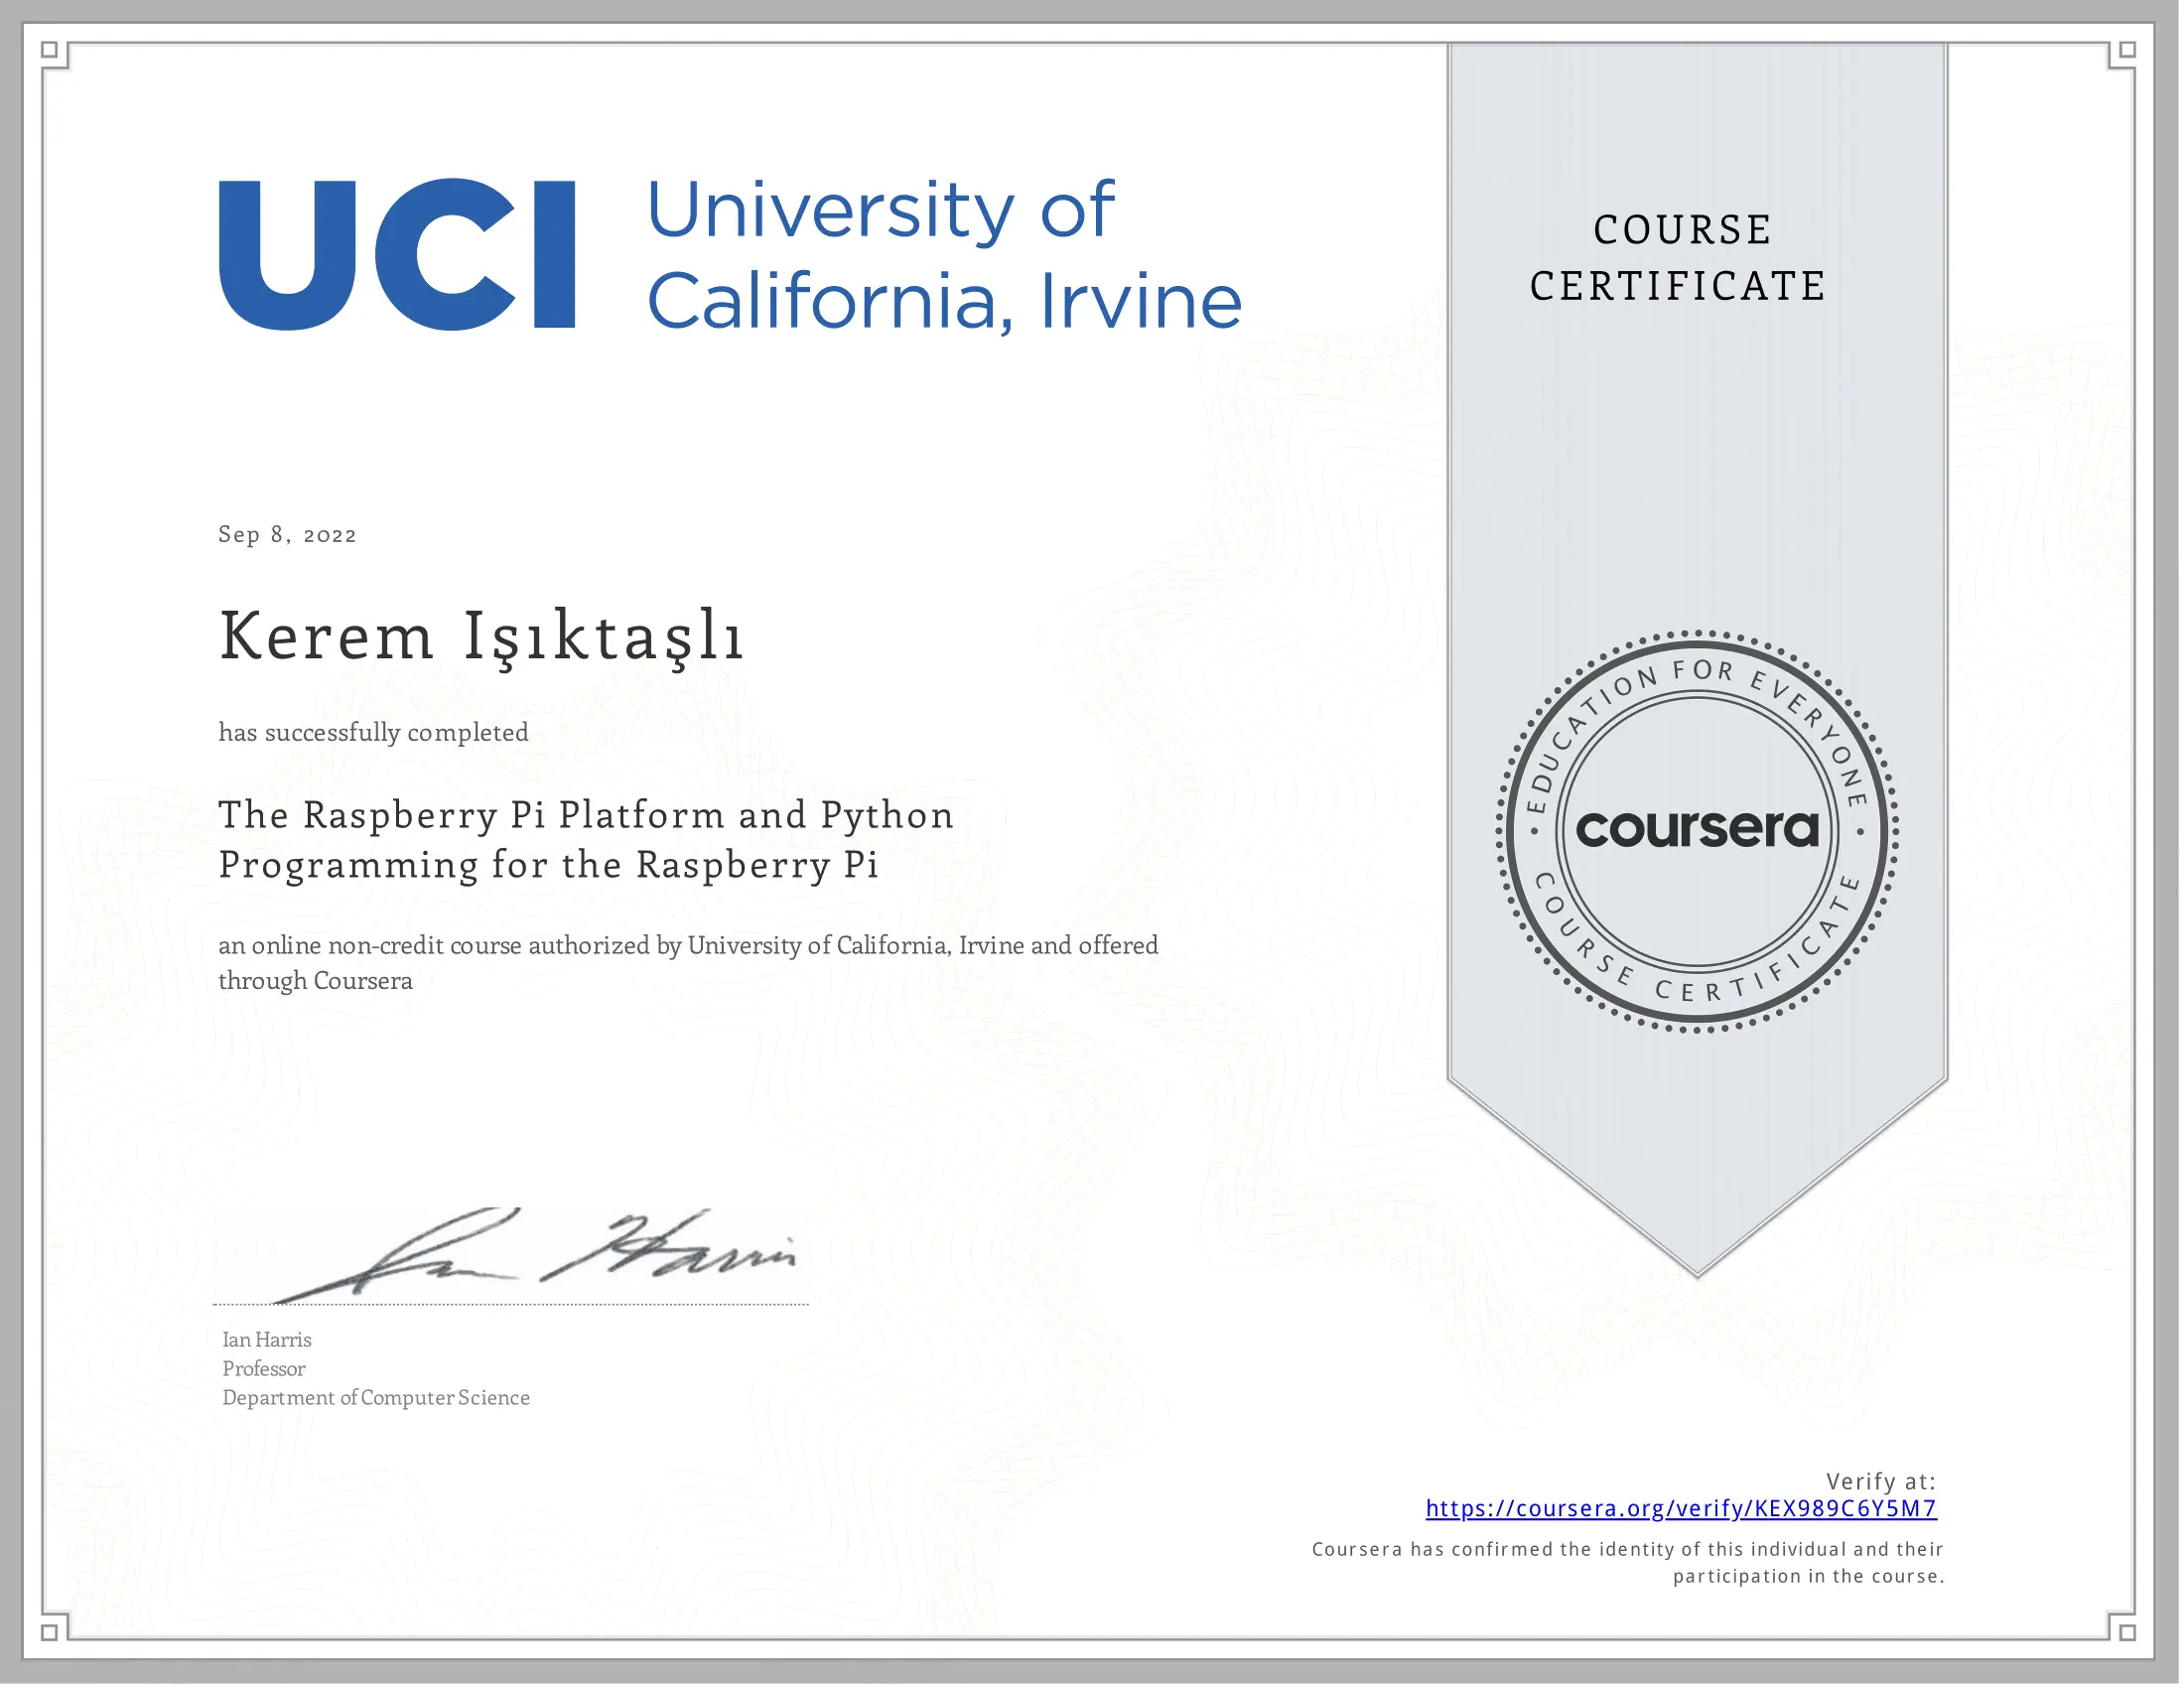 UCI University of
California, Irvine
COURSE
CERTIFICATE
Sep 8, 2022
Kerem Işıktaşlı
has successfully completed
The Raspberry Pi Platform and Python
Programming for the Raspberry Pi
an online non-credit course authorized by University of California, Irvine and offered
through Coursera
EDUCATION FOR EVERYONE
coursera
COURSE CERTIFICATE
Ian Harris
Ian Harris
Professor
Department of Computer Science
Verify at:
https://coursera.org/verify/KEX989C6Y5M7
Coursera has confirmed the identity of this individual and their
participation in the course.